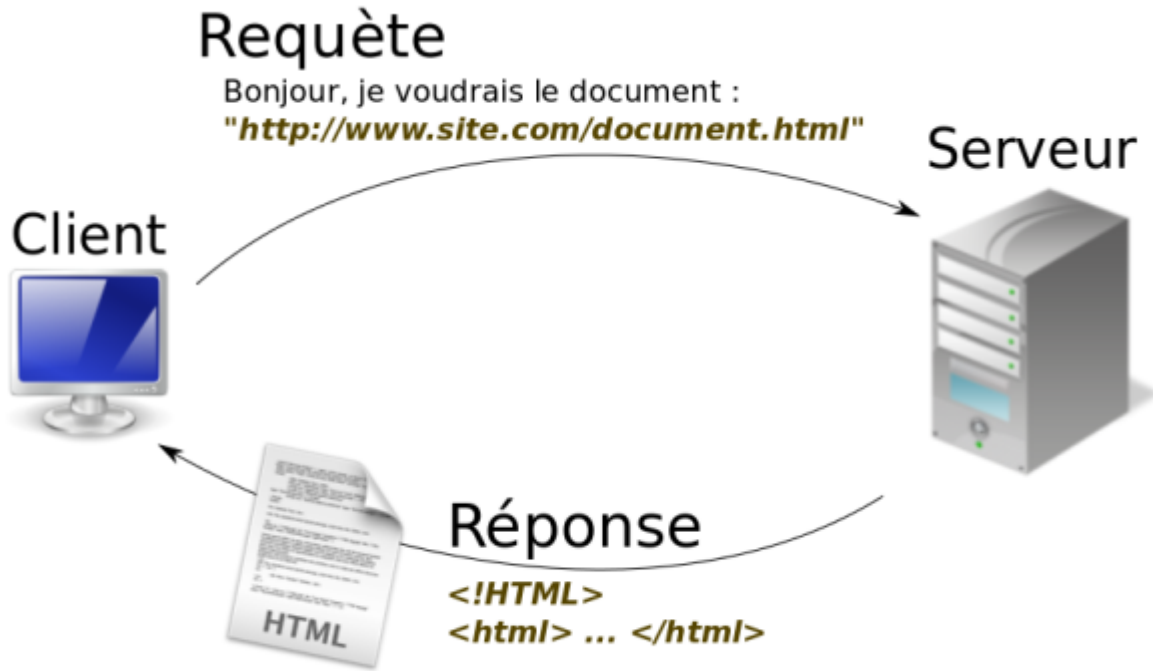 Requète
Bonjour, je voudrais le document :
"http://www.site.com/document.html"
Serveur
Client
Réponse
<!HTML>
<html> ... </html>
HTML